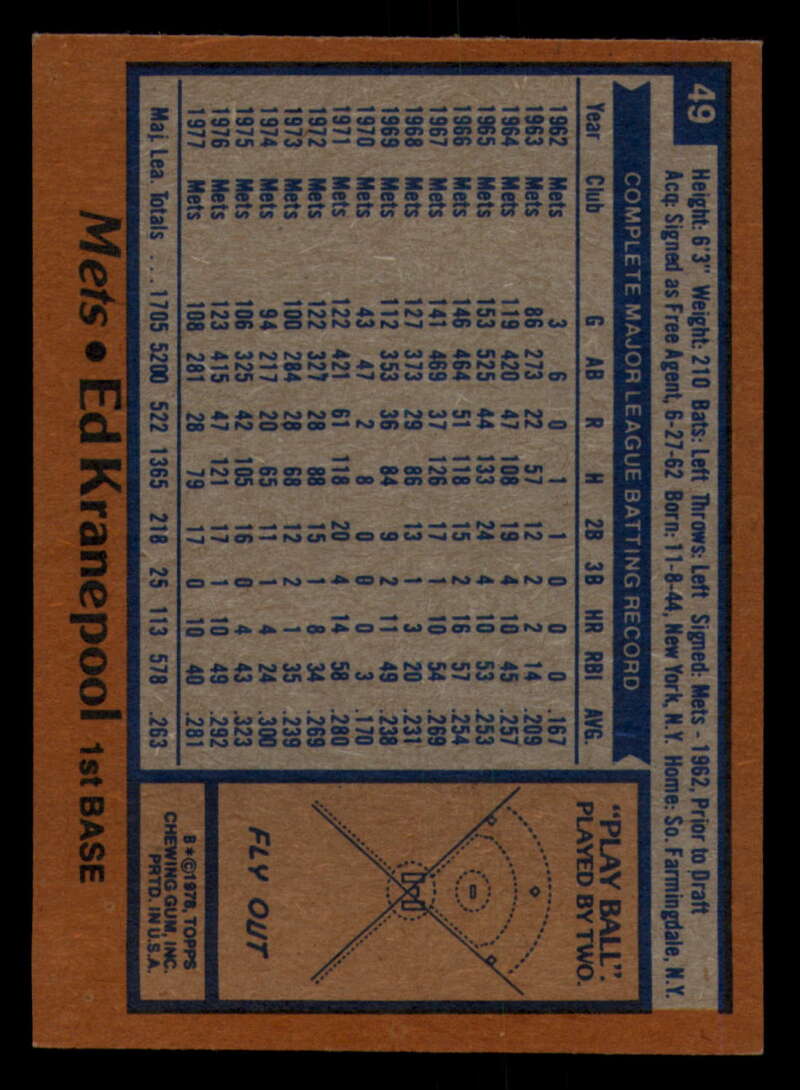 49
Height: 6'3" Weight: 210 Bats: Left Throws: Left Signed: Mets - 1962, Prior to Draft
Acq: Signed as Free Agent, 6-27-62 Born: 11-8-44, New York, N.Y. Home: So. Farmingdale, N.Y.
COMPLETE MAJOR LEAGUE BATTING RECORD
Year Club G AB R H 2B 3B HR RBI AVG.
1962 Mets 3 6 0 1 1 0 0 0 .167
1963 Mets 86 273 22 57 12 2 2 14 .209
1964 Mets 119 420 47 108 19 4 10 45 .257
1965 Mets 153 525 44 133 24 4 10 53 .253
1966 Mets 146 464 51 118 15 2 16 57 .254
1967 Mets 141 469 37 126 17 1 10 54 .269
1968 Mets 127 373 29 86 13 1 3 20 .231
1969 Mets 112 353 36 84 9 2 11 49 .238
1970 Mets 43 47 2 8 0 0 0 3 .170
1971 Mets 122 421 61 118 20 4 14 58 .280
1972 Mets 122 327 28 88 15 1 8 34 .269
1973 Mets 100 284 28 68 12 2 1 35 .239
1974 Mets 94 217 20 65 11 1 4 24 .300
1975 Mets 106 325 42 105 16 0 4 43 .323
1976 Mets 123 415 47 121 17 1 10 49 .292
1977 Mets 108 281 28 79 17 0 10 40 .281
Maj. Lea. Totals ... 1705 5200 522 1365 218 25 113 578 .263
"PLAY BALL":
PLAYED BY TWO.
FLY OUT
B*©1978, TOPPS
CHEWING GUM, INC.
PRTD. IN U.S.A.
Mets • Ed Kranepool 1st BASE